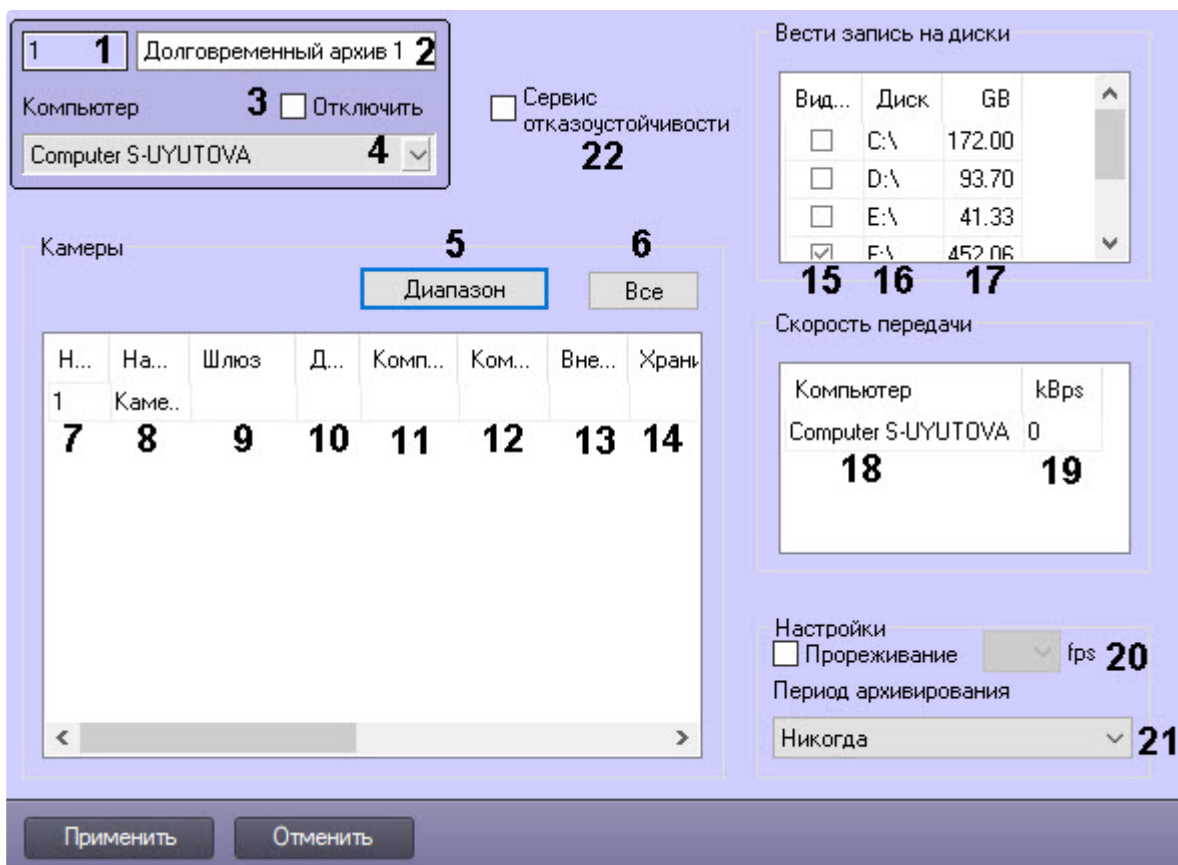 1 1 Долговременный архив 1 2
Компьютер 3 Отключить
Computer S-UYUTOVA 4
Сервис
отказоустойчивости
22
Вести запись на диски
Вид... Диск GB
C:\ 172.00
D:\ 93.70
E:\ 41.33
F:\ 452.06
15 16 17
Камеры
5 6
Диапазон Все
Н... На... Шлюз Д... Комп... Ком... Вне... Храни
1 Каме..
7 8 9 10 11 12 13 14
Скорость передачи
Компьютер kBps
Computer S-UYUTOVA 0
18 19
Настройки
Прореживание fps 20
Период архивирования
Никогда 21
Применить Отменить